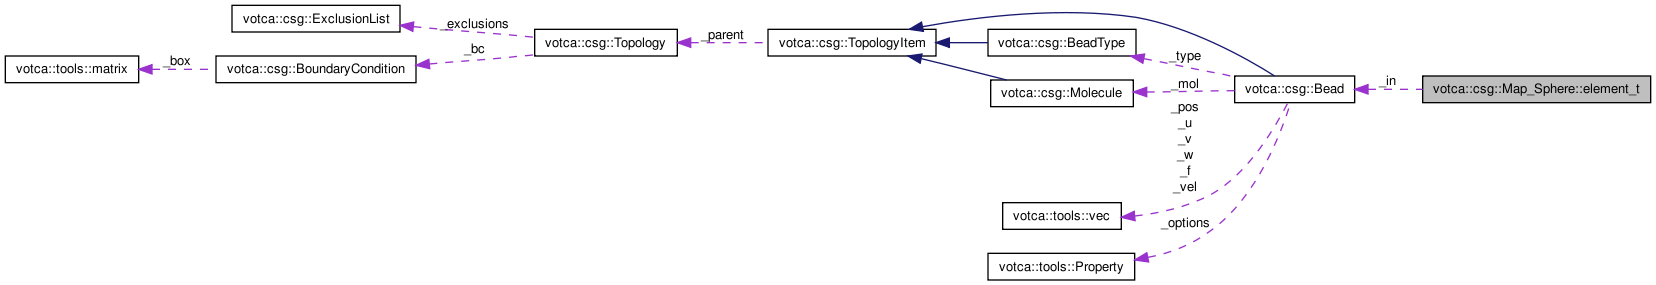 votca::csg::ExclusionList
_exclusions
votca::csg::Topology
_parent
votca::csg::TopologyItem
votca::csg::BeadType
_bc
_box
votca::tools::matrix
votca::csg::BoundaryCondition
_type
_mol
votca::csg::Molecule
votca::csg::Bead
_in
votca::csg::Map_Sphere::element_t
_pos
_u
_v
_w
_f
_vel
votca::tools::vec
_options
votca::tools::Property